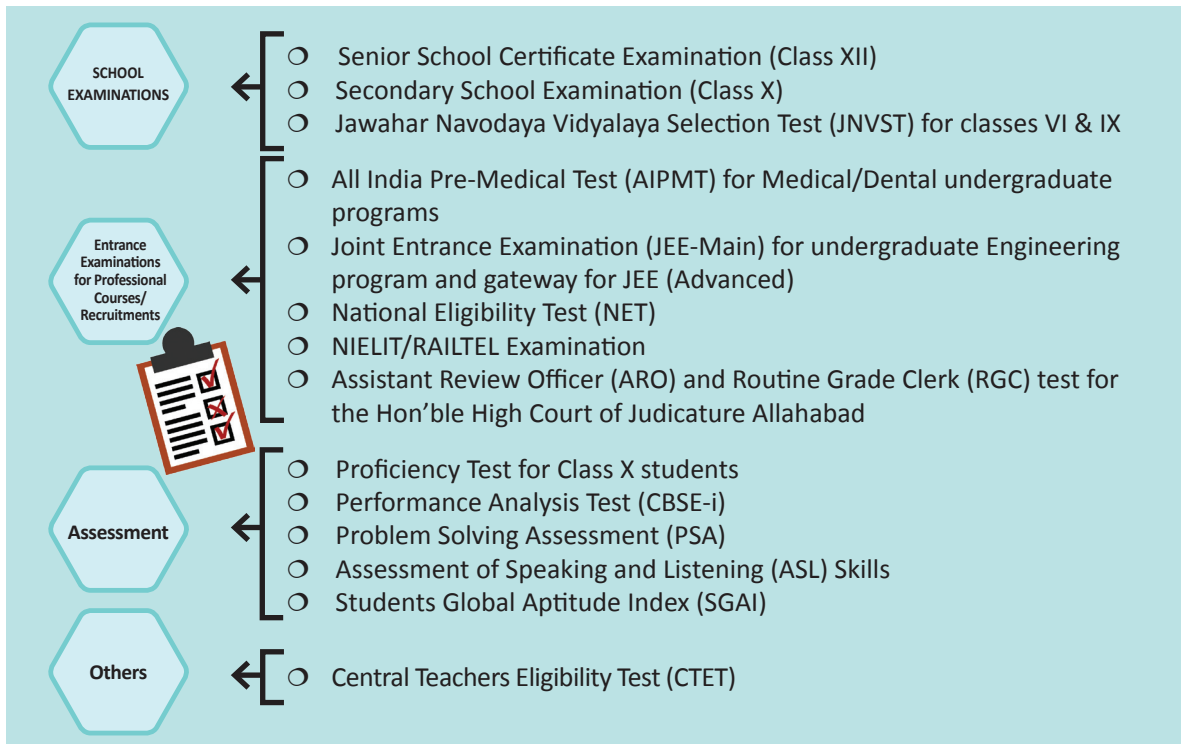 SCHOOL
EXAMINATIONS
❍ Senior School Certificate Examination (Class XII)
❍ Secondary School Examination (Class X)
❍ Jawahar Navodaya Vidyalaya Selection Test (JNVST) for classes VI & IX
Entrance
Examinations
for Professional
Courses/
Recruitments
❍ All India Pre-Medical Test (AIPMT) for Medical/Dental undergraduate
programs
❍ Joint Entrance Examination (JEE-Main) for undergraduate Engineering
program and gateway for JEE (Advanced)
❍ National Eligibility Test (NET)
❍ NIELIT/RAILTEL Examination
❍ Assistant Review Officer (ARO) and Routine Grade Clerk (RGC) test for
the Hon’ble High Court of Judicature Allahabad
Assessment
❍ Proficiency Test for Class X students
❍ Performance Analysis Test (CBSE-i)
❍ Problem Solving Assessment (PSA)
❍ Assessment of Speaking and Listening (ASL) Skills
❍ Students Global Aptitude Index (SGAI)
Others
❍ Central Teachers Eligibility Test (CTET)